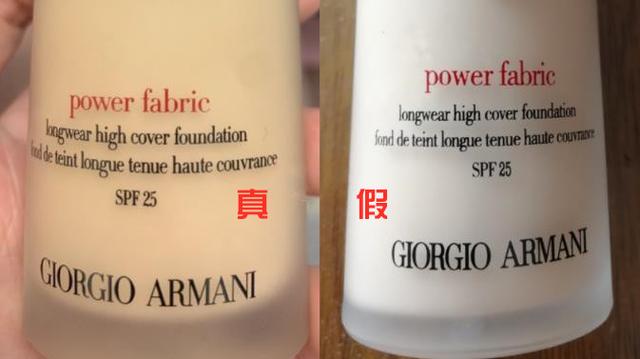 power fabric
longwear high cover foundation
fond de teint longue tenue haute couvrance
SPF 25
GIORGIO ARMANI
真
假
power fabric
longwear high cover foundation
fond de teint longue tenue haute couvrance
SPF 25
GIORGIO ARMANI